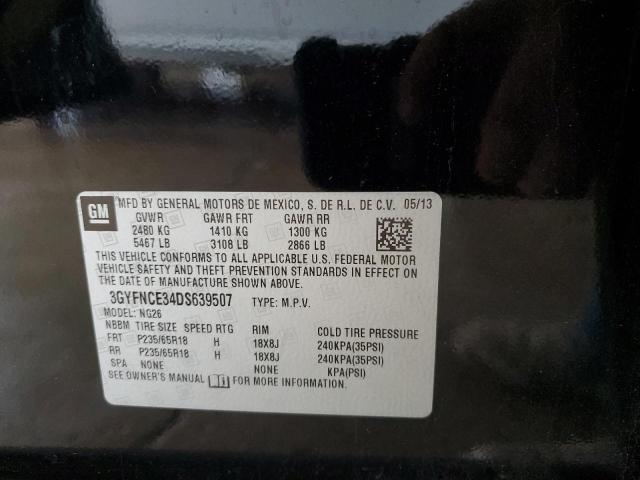 MFD BY GENERAL MOTORS DE MEXICO, S. DE R.L. DE C.V. 05/13
GM
GVWR GAWR FRT GAWR RR
2480 KG 1410 KG 1300 KG
5467 LB 3108 LB 2866 LB
THIS VEHICLE CONFORMS TO ALL APPLICABLE U.S. FEDERAL MOTOR
VEHICLE SAFETY AND THEFT PREVENTION STANDARDS IN EFFECT ON
THE DATE OF MANUFACTURE SHOWN ABOVE.
3GYFNCE34DS639507 TYPE: M.P.V.
MODEL: NG26
NBBM TIRE SIZE SPEED RTG RIM COLD TIRE PRESSURE
FRT P235/65R18 H 18X8J 240KPA(35PSI)
RR P235/65R18 H 18X8J 240KPA(35PSI)
SPA NONE NONE KPA(PSI)
SEE OWNER'S MANUAL FOR MORE INFORMATION.